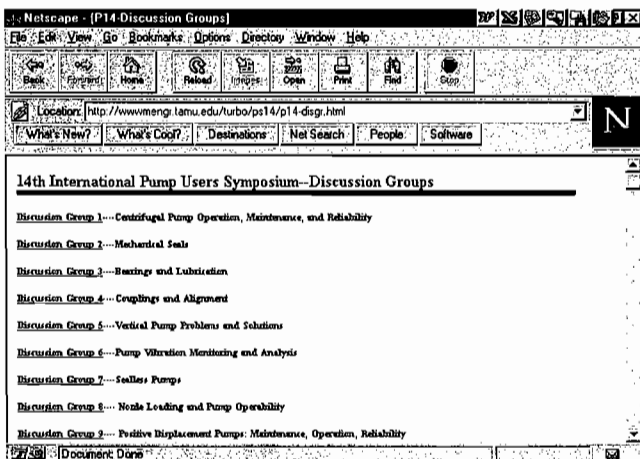 Netscape - [P14-Discussion Groups]
File Edit View Go Bookmarks Options Directory Window Help
Back Forward Home Reload Images Open Print Find Stop
Location: http://wwwmengr.tamu.edu/turbo/ps14/p14-disgr.html
N
What's New? What's Cool? Destinations Net Search People Software
14th International Pump Users Symposium--Discussion Groups
Discussion Group 1----Centrifugal Pump Operation, Maintenance, and Reliability
Discussion Group 2----Mechanical Seals
Discussion Group 3----Bearings and Lubrication
Discussion Group 4----Couplings and Alignment
Discussion Group 5----Vertical Pump Problems and Solutions
Discussion Group 6----Pump Vibration Monitoring and Analysis
Discussion Group 7----Sealless Pumps
Discussion Group 8----Nozzle Loading and Pump Operability
Discussion Group 9---- Positive Displacement Pumps: Maintenance, Operation, Reliability
Document: Done